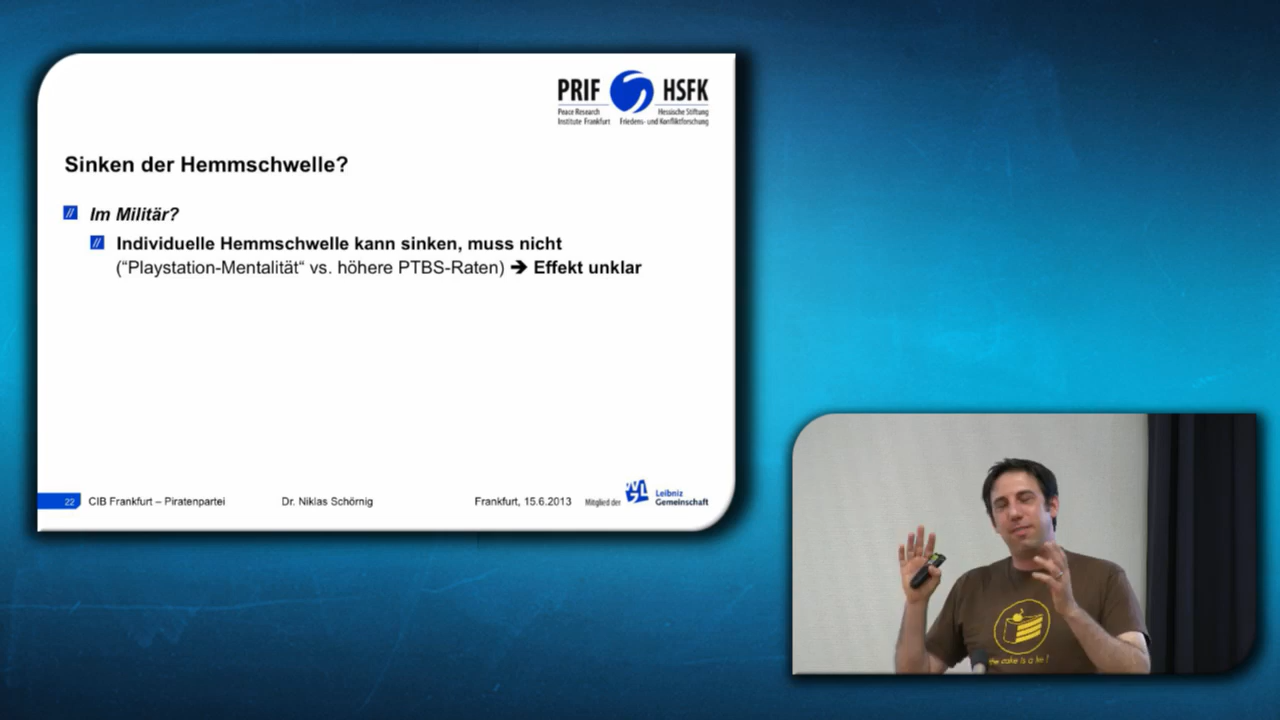 PRIF HSFK
Peace Research Hessische Stiftung
Institute Frankfurt Friedens- und Konfliktforschung
Sinken der Hemmschwelle?
Im Militär?
Individuelle Hemmschwelle kann sinken, muss nicht
(“Playstation-Mentalität“ vs. höhere PTBS-Raten) ➔ Effekt unklar
22 CIB Frankfurt – Piratenpartei Dr. Niklas Schörnig Frankfurt, 15.6.2013 Mitglied der Leibniz
Gemeinschaft
the cake is a lie!